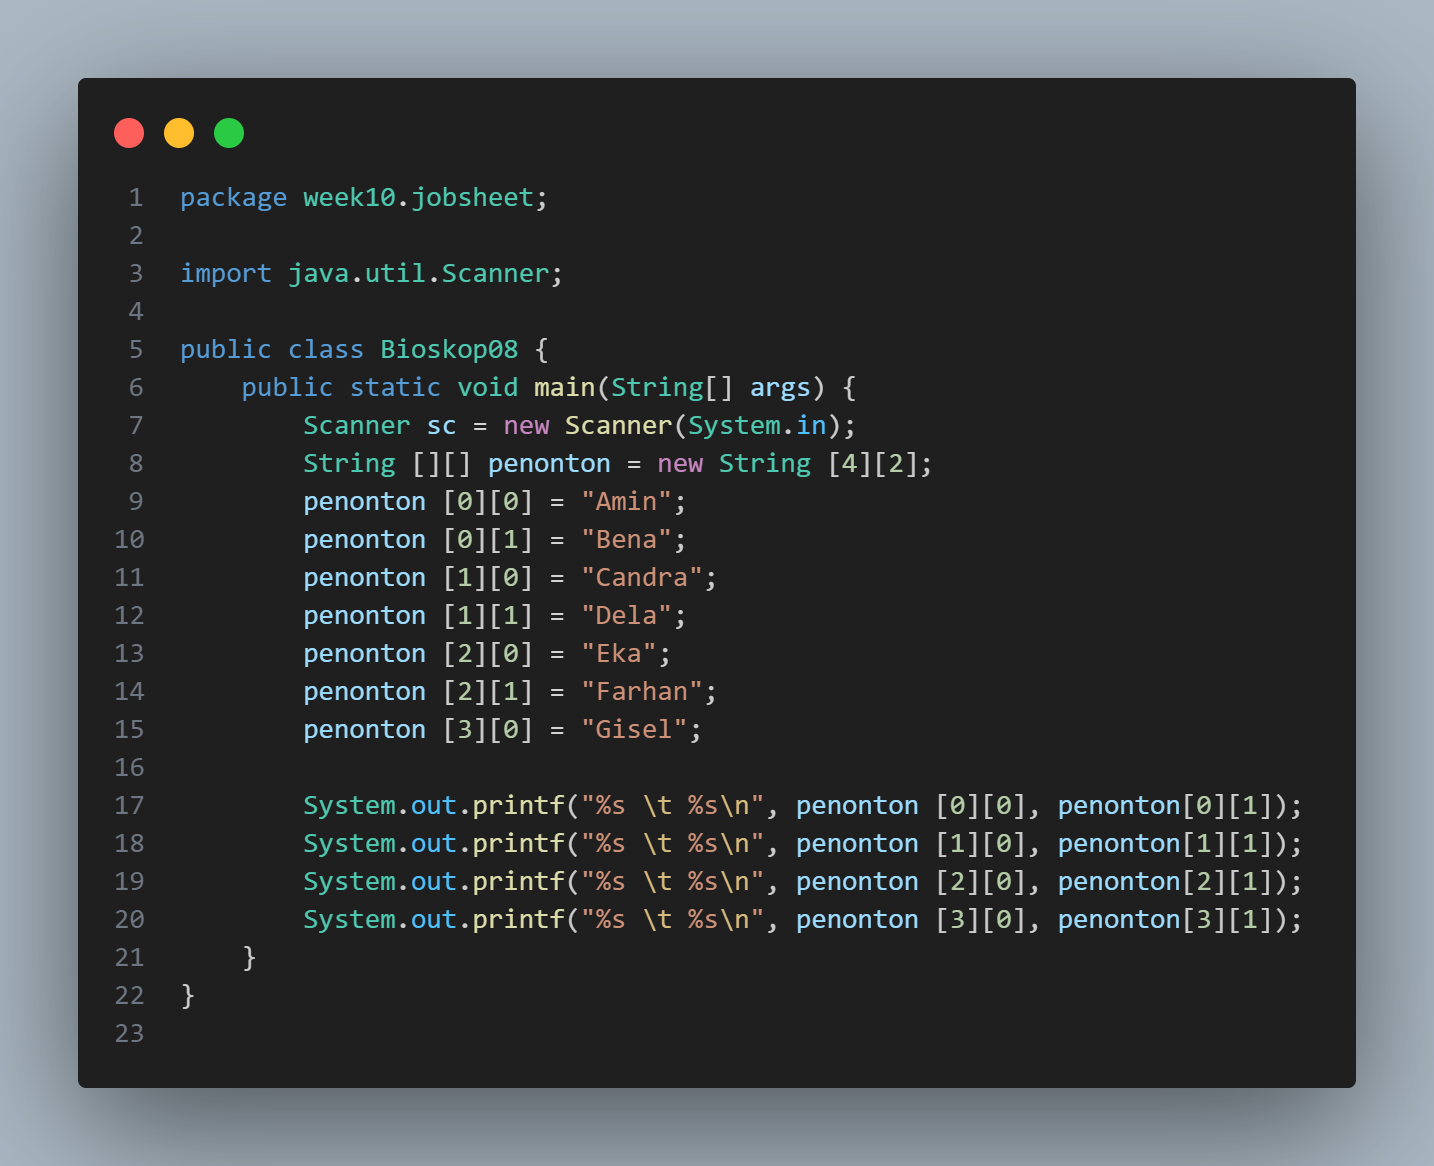 1 package week10.jobsheet;
2
3 import java.util.Scanner;
4
5 public class Bioskop08 {
6     public static void main(String[] args) {
7         Scanner sc = new Scanner(System.in);
8         String [][] penonton = new String [4][2];
9         penonton [0][0] = "Amin";
10         penonton [0][1] = "Bena";
11         penonton [1][0] = "Candra";
12         penonton [1][1] = "Dela";
13         penonton [2][0] = "Eka";
14         penonton [2][1] = "Farhan";
15         penonton [3][0] = "Gisel";
16
17         System.out.printf("%s \t %s\n", penonton [0][0], penonton[0][1]);
18         System.out.printf("%s \t %s\n", penonton [1][0], penonton[1][1]);
19         System.out.printf("%s \t %s\n", penonton [2][0], penonton[2][1]);
20         System.out.printf("%s \t %s\n", penonton [3][0], penonton[3][1]);
21     }
22 }
23